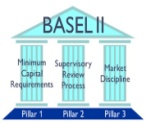 BASEL II
Minimum
Capital
Requirements
Supervisory
Review
Process
Market
Discipline
Pillar 1
Pillar 2
Pillar 3